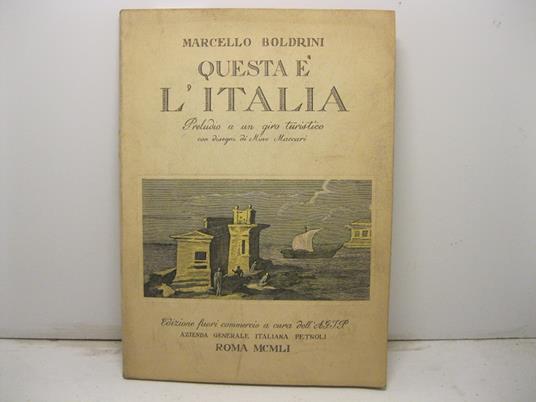 MARCELLO BOLDRINI
QUESTA E'
L'ITALIA
Preludio a un giro turistico
con disegni di Mino Maccari
Edizione fuori commercio a cura dell'AGIP
AZIENDA GENERALE ITALIANA PETROLI
ROMA MCMLI